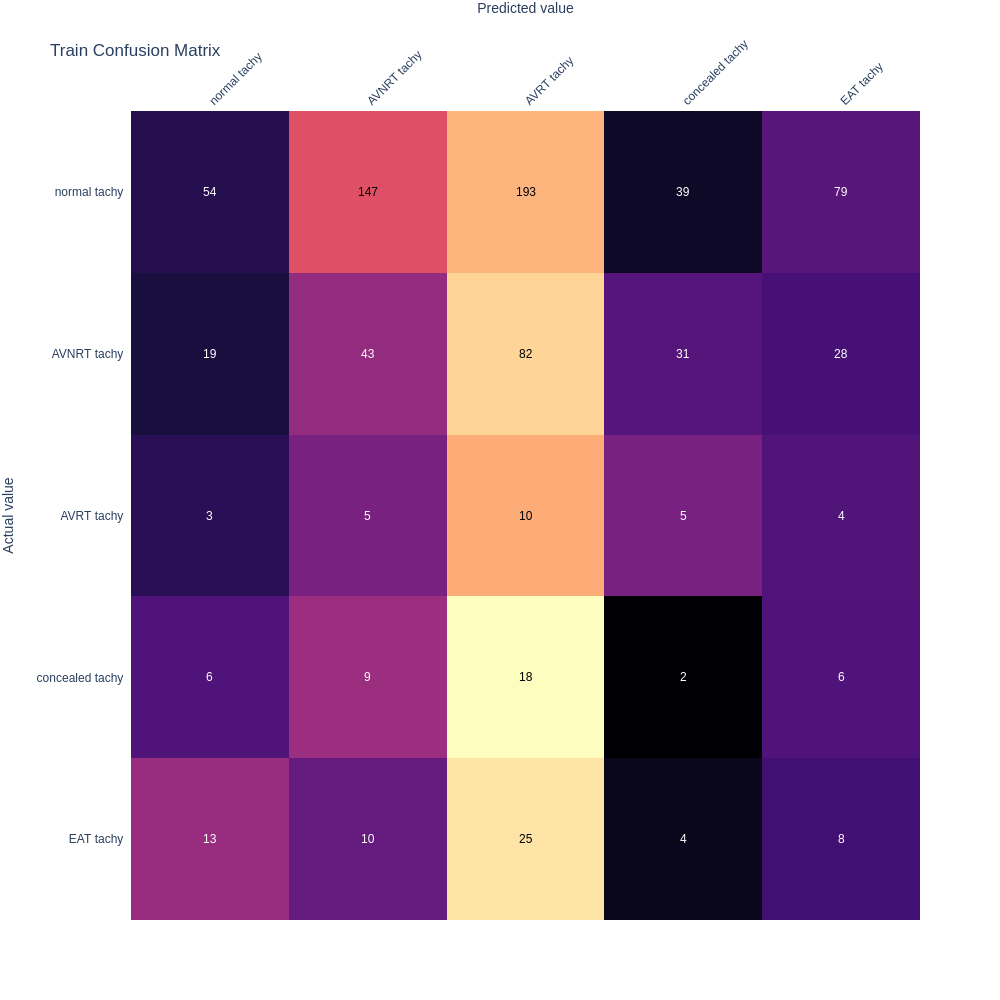 Predicted value
Train Confusion Matrix
normal tachy
AVNRT tachy
AVRT tachy
concealed tachy
EAT tachy
Actual value
normal tachy 54 147 193 39 79
AVNRT tachy 19 43 82 31 28
AVRT tachy 3 5 10 5 4
concealed tachy 6 9 18 2 6
EAT tachy 13 10 25 4 8